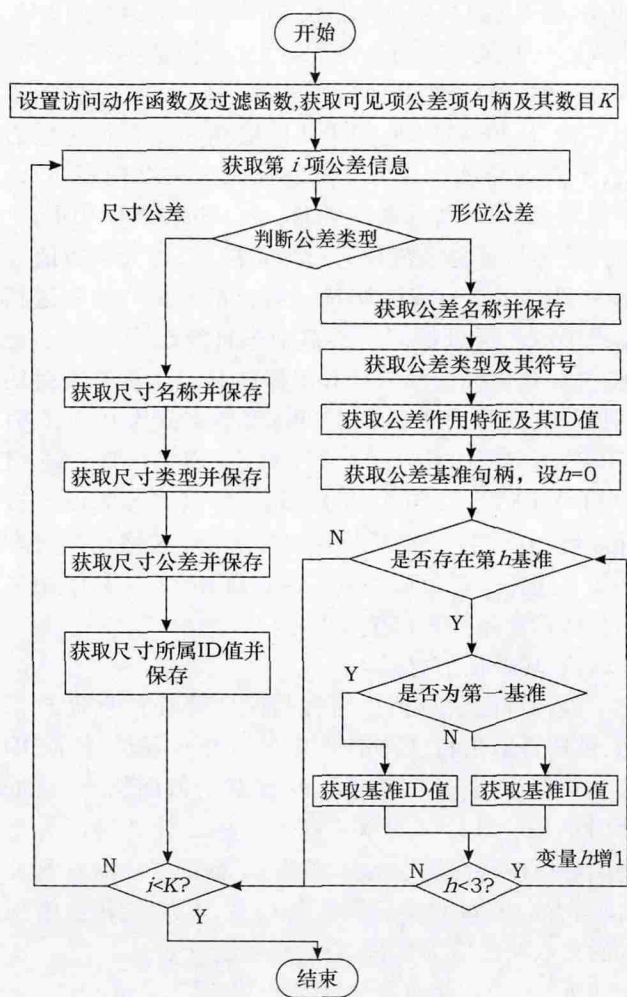 开始
设置访问动作函数及过滤函数,获取可见项公差项句柄及其数目K
获取第 i 项公差信息
尺寸公差
形位公差
判断公差类型
获取公差名称并保存
获取公差类型及其符号
获取尺寸名称并保存
获取公差作用特征及其ID值
获取尺寸类型并保存
获取公差基准句柄，设h=0
N
获取尺寸公差并保存
是否存在第h基准
Y
获取尺寸所属ID值并
保存
Y
是否为第一基准
N
获取基准ID值
获取基准ID值
变量h增1
N
i<K?
Y
N
h<3?
Y
结束